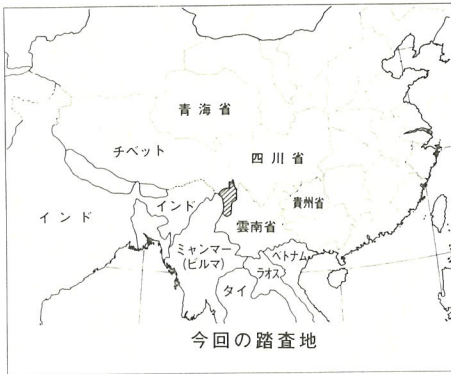 青海省
チベット
四川省
インド
貴州省
インド
雲南省
ミャンマー
(ビルマ)
ベトナム
ラオス
タイ
今回の踏査地